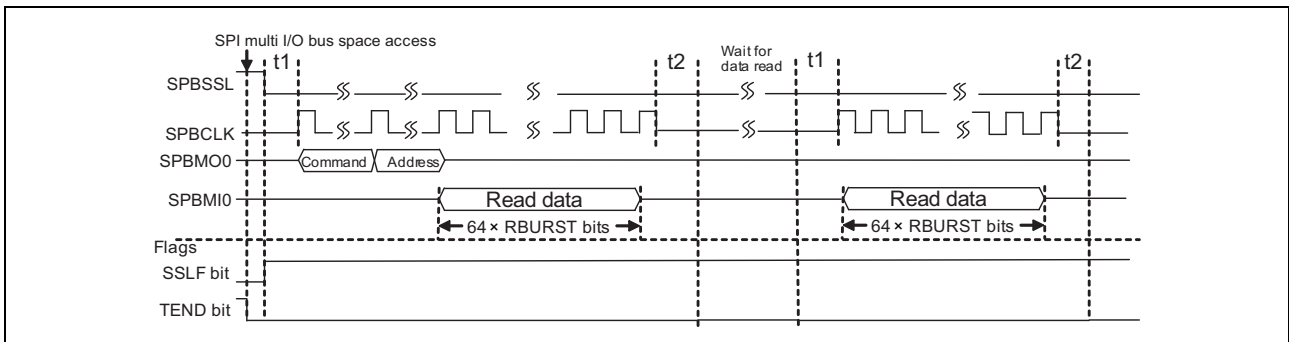 SPI multi I/O bus space access
t1 t2 Wait for data read t1 t2
SPBSSL
SPBCLK
SPBMO0 Command Address
SPBMI0 Read data Read data
64 × RBURST bits 64 × RBURST bits
Flags
SSLF bit
TEND bit